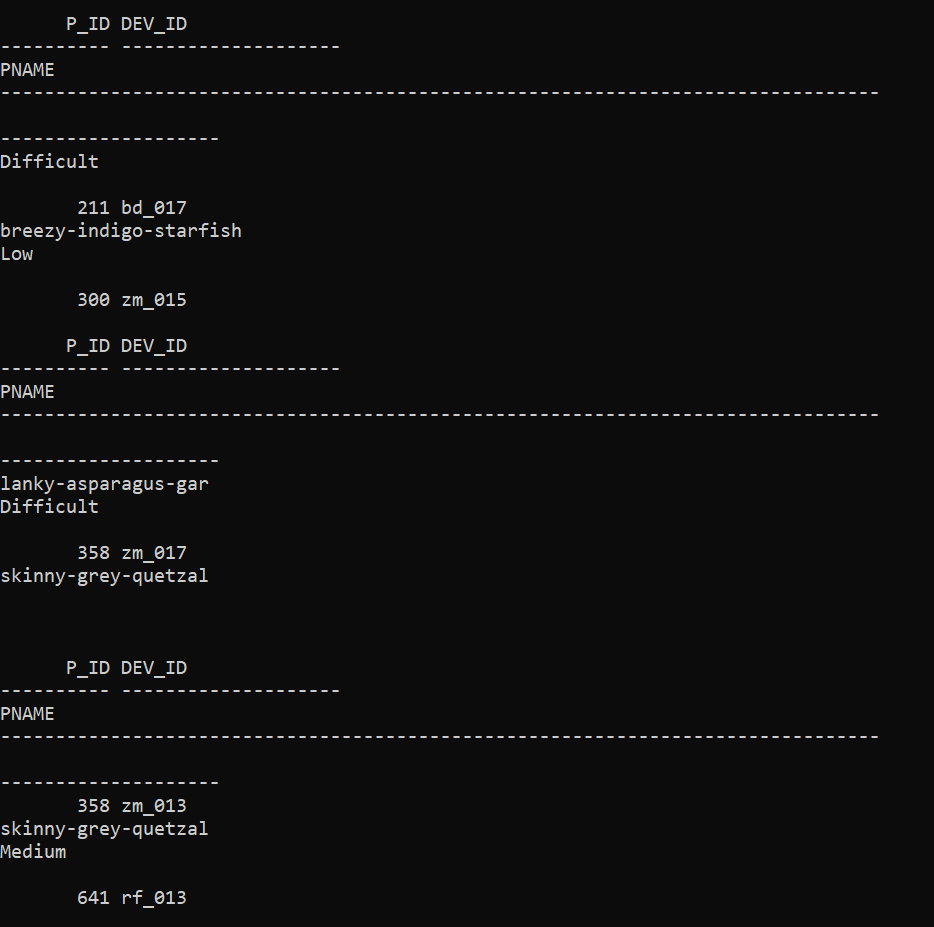 P_ID DEV_ID
---------- --------------------
PNAME
--------------------------------------------------------------------------------

--------------------
Difficult

       211 bd_017
breezy-indigo-starfish
Low

       300 zm_015

      P_ID DEV_ID
---------- --------------------
PNAME
--------------------------------------------------------------------------------

--------------------
lanky-asparagus-gar
Difficult

       358 zm_017
skinny-grey-quetzal



      P_ID DEV_ID
---------- --------------------
PNAME
--------------------------------------------------------------------------------

--------------------
       358 zm_013
skinny-grey-quetzal
Medium

       641 rf_013